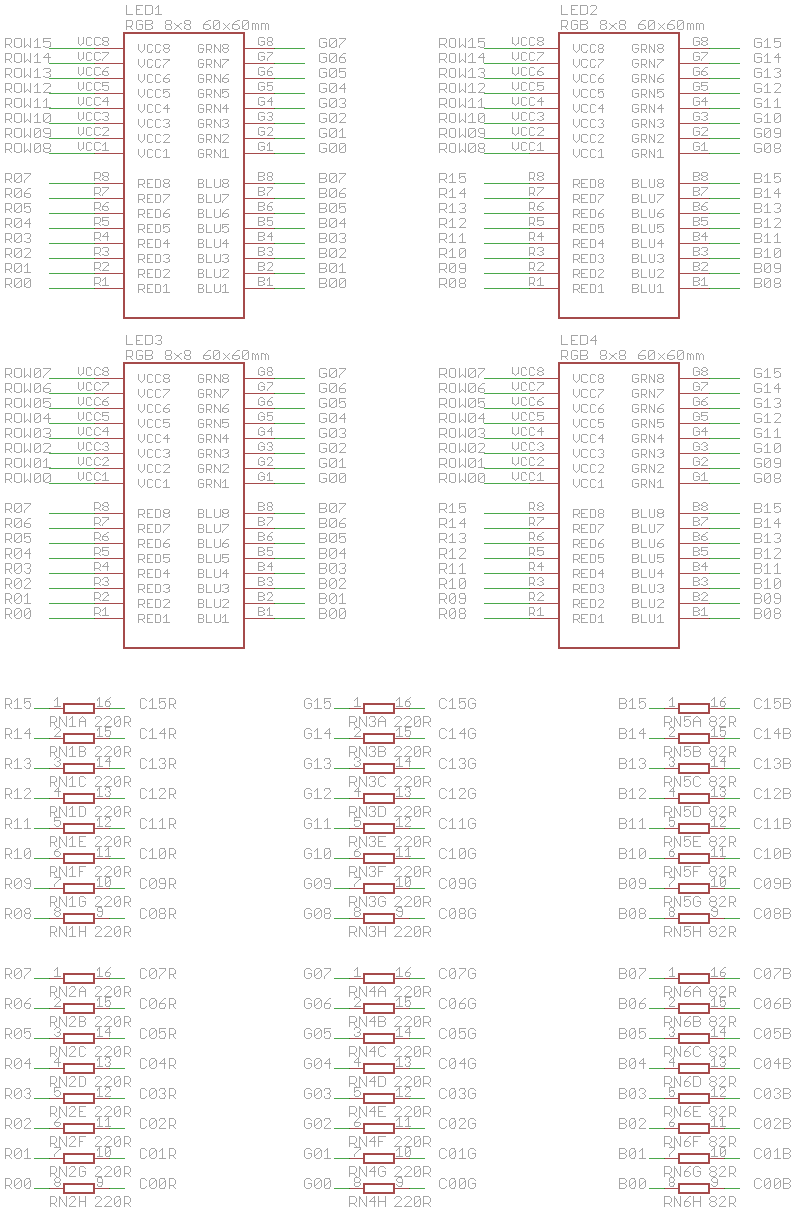 LED1
RGB 8x8 60x60mm
ROW15 VCC8 VCC8 GRN8 G8 G07
ROW14 VCC7 VCC7 GRN7 G7 G06
ROW13 VCC6 VCC6 GRN6 G6 G05
ROW12 VCC5 VCC5 GRN5 G5 G04
ROW11 VCC4 VCC4 GRN4 G4 G03
ROW10 VCC3 VCC3 GRN3 G3 G02
ROW09 VCC2 VCC2 GRN2 G2 G01
ROW08 VCC1 VCC1 GRN1 G1 G00
R07 R8 RED8 BLU8 B8 B07
R06 R7 RED7 BLU7 B7 B06
R05 R6 RED6 BLU6 B6 B05
R04 R5 RED5 BLU5 B5 B04
R03 R4 RED4 BLU4 B4 B03
R02 R3 RED3 BLU3 B3 B02
R01 R2 RED2 BLU2 B2 B01
R00 R1 RED1 BLU1 B1 B00
LED2
RGB 8x8 60x60mm
ROW15 VCC8 VCC8 GRN8 G8 G15
ROW14 VCC7 VCC7 GRN7 G7 G14
ROW13 VCC6 VCC6 GRN6 G6 G13
ROW12 VCC5 VCC5 GRN5 G5 G12
ROW11 VCC4 VCC4 GRN4 G4 G11
ROW10 VCC3 VCC3 GRN3 G3 G10
ROW09 VCC2 VCC2 GRN2 G2 G09
ROW08 VCC1 VCC1 GRN1 G1 G08
R15 R8 RED8 BLU8 B8 B15
R14 R7 RED7 BLU7 B7 B14
R13 R6 RED6 BLU6 B6 B13
R12 R5 RED5 BLU5 B5 B12
R11 R4 RED4 BLU4 B4 B11
R10 R3 RED3 BLU3 B3 B10
R09 R2 RED2 BLU2 B2 B09
R08 R1 RED1 BLU1 B1 B08
LED3
RGB 8x8 60x60mm
ROW07 VCC8 VCC8 GRN8 G8 G07
ROW06 VCC7 VCC7 GRN7 G7 G06
ROW05 VCC6 VCC6 GRN6 G6 G05
ROW04 VCC5 VCC5 GRN5 G5 G04
ROW03 VCC4 VCC4 GRN4 G4 G03
ROW02 VCC3 VCC3 GRN3 G3 G02
ROW01 VCC2 VCC2 GRN2 G2 G01
ROW00 VCC1 VCC1 GRN1 G1 G00
R07 R8 RED8 BLU8 B8 B07
R06 R7 RED7 BLU7 B7 B06
R05 R6 RED6 BLU6 B6 B05
R04 R5 RED5 BLU5 B5 B04
R03 R4 RED4 BLU4 B4 B03
R02 R3 RED3 BLU3 B3 B02
R01 R2 RED2 BLU2 B2 B01
R00 R1 RED1 BLU1 B1 B00
LED4
RGB 8x8 60x60mm
ROW07 VCC8 VCC8 GRN8 G8 G15
ROW06 VCC7 VCC7 GRN7 G7 G14
ROW05 VCC6 VCC6 GRN6 G6 G13
ROW04 VCC5 VCC5 GRN5 G5 G12
ROW03 VCC4 VCC4 GRN4 G4 G11
ROW02 VCC3 VCC3 GRN3 G3 G10
ROW01 VCC2 VCC2 GRN2 G2 G09
ROW00 VCC1 VCC1 GRN1 G1 G08
R15 R8 RED8 BLU8 B8 B15
R14 R7 RED7 BLU7 B7 B14
R13 R6 RED6 BLU6 B6 B13
R12 R5 RED5 BLU5 B5 B12
R11 R4 RED4 BLU4 B4 B11
R10 R3 RED3 BLU3 B3 B10
R09 R2 RED2 BLU2 B2 B09
R08 R1 RED1 BLU1 B1 B08
R15 1 16 C15R
RN1A 220R
R14 2 15 C14R
RN1B 220R
R13 3 14 C13R
RN1C 220R
R12 4 13 C12R
RN1D 220R
R11 5 12 C11R
RN1E 220R
R10 6 11 C10R
RN1F 220R
R09 7 10 C09R
RN1G 220R
R08 8 9 C08R
RN1H 220R
G15 1 16 C15G
RN3A 220R
G14 2 15 C14G
RN3B 220R
G13 3 14 C13G
RN3C 220R
G12 4 13 C12G
RN3D 220R
G11 5 12 C11G
RN3E 220R
G10 6 11 C10G
RN3F 220R
G09 7 10 C09G
RN3G 220R
G08 8 9 C08G
RN3H 220R
B15 1 16 C15B
RN5A 82R
B14 2 15 C14B
RN5B 82R
B13 3 14 C13B
RN5C 82R
B12 4 13 C12B
RN5D 82R
B11 5 12 C11B
RN5E 82R
B10 6 11 C10B
RN5F 82R
B09 7 10 C09B
RN5G 82R
B08 8 9 C08B
RN5H 82R
R07 1 16 C07R
RN2A 220R
R06 2 15 C06R
RN2B 220R
R05 3 14 C05R
RN2C 220R
R04 4 13 C04R
RN2D 220R
R03 5 12 C03R
RN2E 220R
R02 6 11 C02R
RN2F 220R
R01 7 10 C01R
RN2G 220R
R00 8 9 C00R
RN2H 220R
G07 1 16 C07G
RN4A 220R
G06 2 15 C06G
RN4B 220R
G05 3 14 C05G
RN4C 220R
G04 4 13 C04G
RN4D 220R
G03 5 12 C03G
RN4E 220R
G02 6 11 C02G
RN4F 220R
G01 7 10 C01G
RN4G 220R
G00 8 9 C00G
RN4H 220R
B07 1 16 C07B
RN6A 82R
B06 2 15 C06B
RN6B 82R
B05 3 14 C05B
RN6C 82R
B04 4 13 C04B
RN6D 82R
B03 5 12 C03B
RN6E 82R
B02 6 11 C02B
RN6F 82R
B01 7 10 C01B
RN6G 82R
B00 8 9 C00B
RN6H 82R